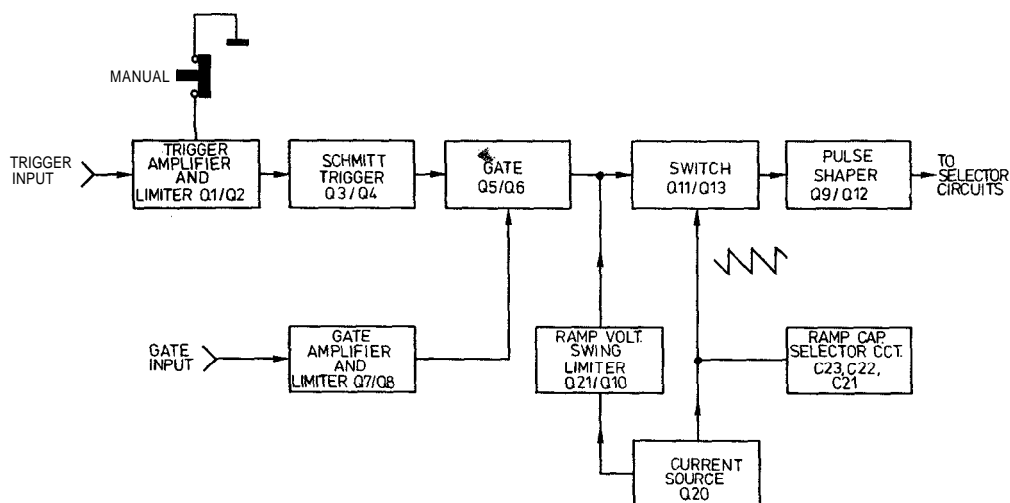 MANUAL
TRIGGER
INPUT
TRIGGER
AMPLIFIER
AND
LIMITER Q1/Q2
SCHMITT
TRIGGER
Q3/Q4
GATE
Q5/Q6
SWITCH
Q11/Q13
PULSE
SHAPER
Q9/Q12
TO
SELECTOR
CIRCUITS
GATE
INPUT
GATE
AMPLIFIER
AND
LIMITER Q7/Q8
RAMP VOLT.
SWING
LIMITER
Q21/Q10
RAMP CAP.
SELECTOR CCT.
C23, C22,
C21
CURRENT
SOURCE
Q20